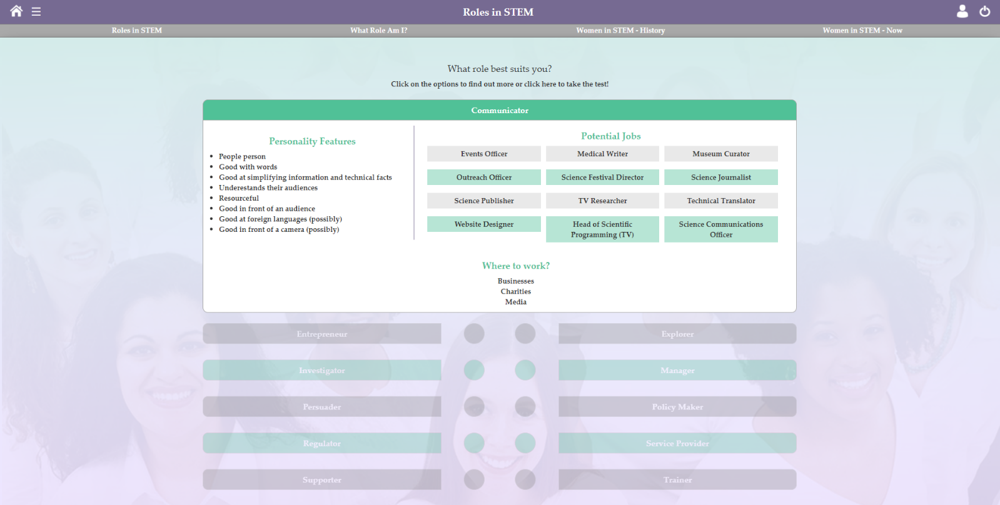 Roles in STEM
Roles in STEM
What Role Am I?
Women in STEM - History
Women in STEM - Now
What role best suits you?
Click on the options to find out more or click here to take the test!
Communicator
Personality Features
People person
Good with words
Good at simplifying information and technical facts
Underestands their audiences
Resourceful
Good in front of an audience
Good at foreign languages (possibly)
Good in front of a camera (possibly)
Potential Jobs
Events Officer
Medical Writer
Museum Curator
Outreach Officer
Science Festival Director
Science Journalist
Science Publisher
TV Researcher
Technical Translator
Website Designer
Head of Scientific
Programming (TV)
Science Communications
Officer
Where to work?
Businesses
Charities
Media
Entrepreneur
Explorer
Investigator
Manager
Persuader
Policy Maker
Regulator
Service Provider
Supporter
Trainer